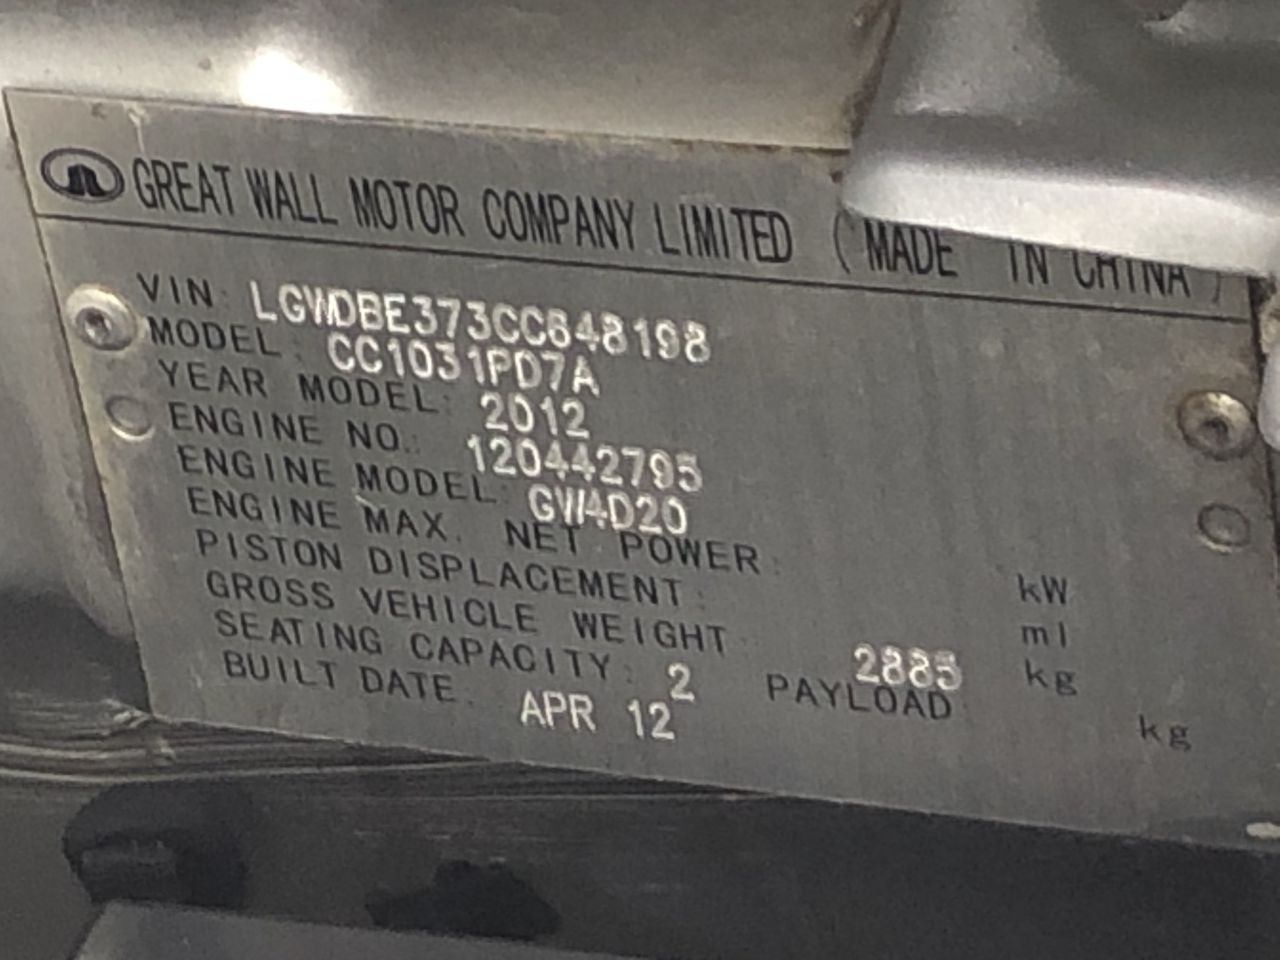 GREAT WALL MOTOR COMPANY LIMITED (MADE IN CHINA)
VIN: LGWDBE373CC648198
MODEL: CC1031PD7A
YEAR MODEL: 2012
ENGINE NO.: 120442795
ENGINE MODEL: GW4D20
ENGINE MAX. NET POWER: kW
PISTON DISPLACEMENT: ml
GROSS VEHICLE WEIGHT: 2885 kg
SEATING CAPACITY: 2 PAYLOAD: kg
BUILT DATE: APR 12